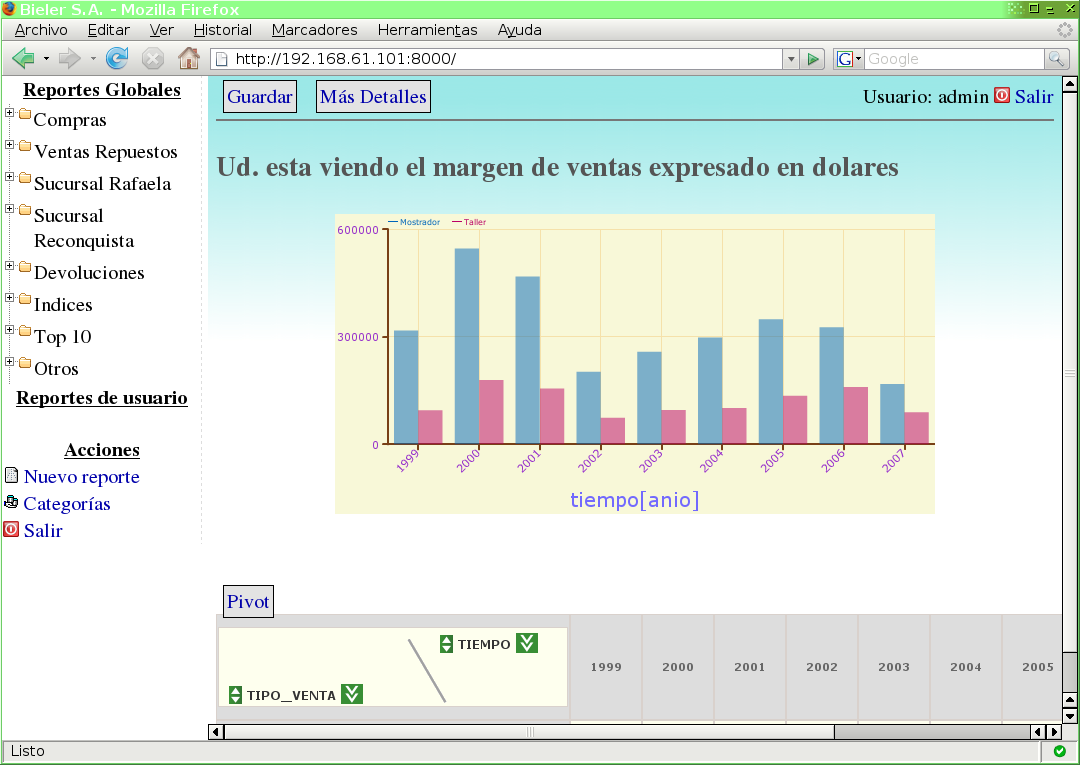 Bieler S.A. - Mozilla Firefox
Archivo Editar Ver Historial Marcadores Herramientas Ayuda
http://192.168.61.101:8000/
G Google
Reportes Globales
Compras
Ventas Repuestos
Sucursal Rafaela
Sucursal
Reconquista
Devoluciones
Indices
Top 10
Otros
Reportes de usuario
Acciones
Nuevo reporte
Categorías
Salir
Guardar Más Detalles Usuario: admin Salir
Ud. esta viendo el margen de ventas expresado en dolares
Mostrador Taller
600000
300000
0
1999 2000 2001 2002 2003 2004 2005 2006 2007
tiempo[anio]
Pivot
TIEMPO
TIPO_VENTA
1999 2000 2001 2002 2003 2004 2005
Listo